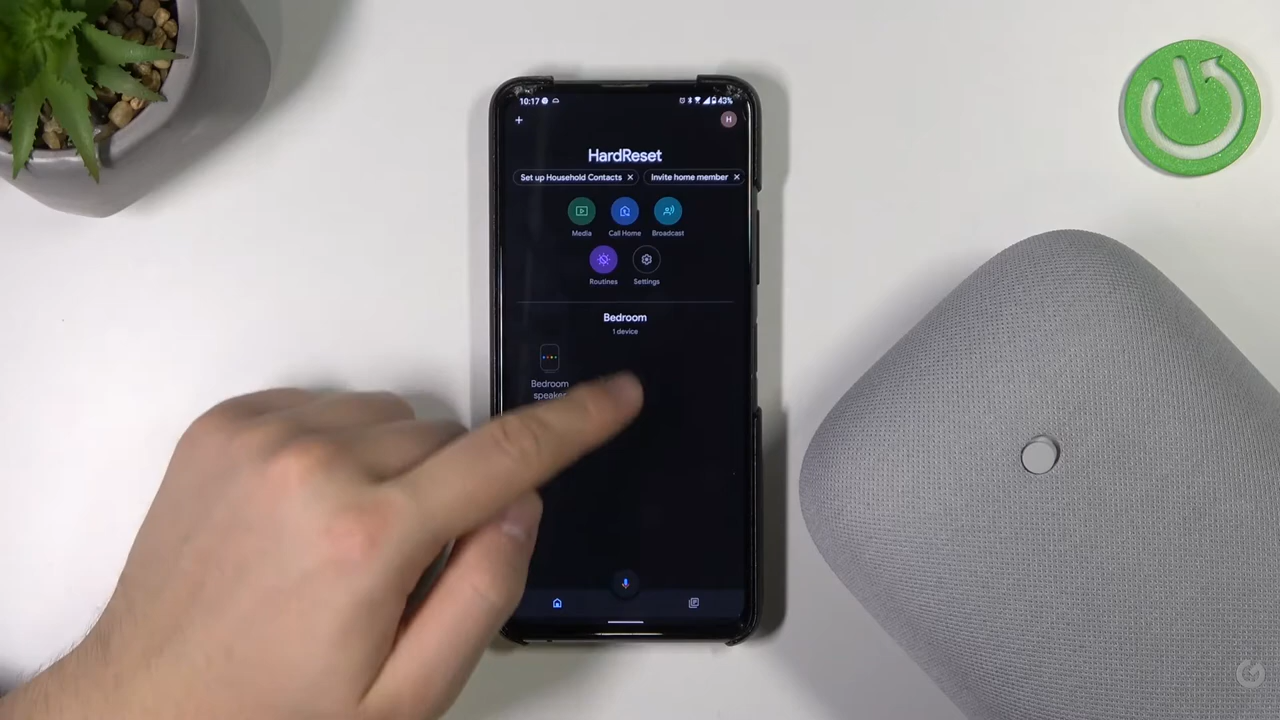 10:17
43%
H
HardReset
Set up Household Contacts
Invite home member
Media
Call Home
Broadcast
Routines
Settings
Bedroom
1 device
Bedroom
speaker